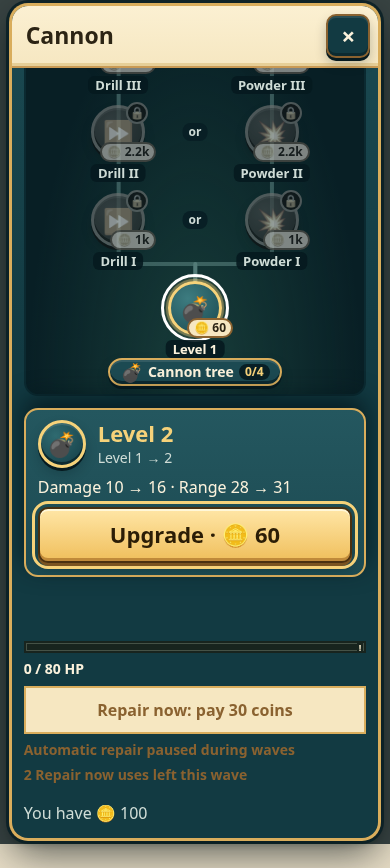 Cannon
×
Drill III
Powder III
2.2k
or
2.2k
Drill II
Powder II
1k
or
1k
Drill I
Powder I
60
Level 1
Cannon tree 0/4
Level 2
Level 1 → 2
Damage 10 → 16 · Range 28 → 31
Upgrade · 60
0 / 80 HP
Repair now: pay 30 coins
Automatic repair paused during waves
2 Repair now uses left this wave
You have 100